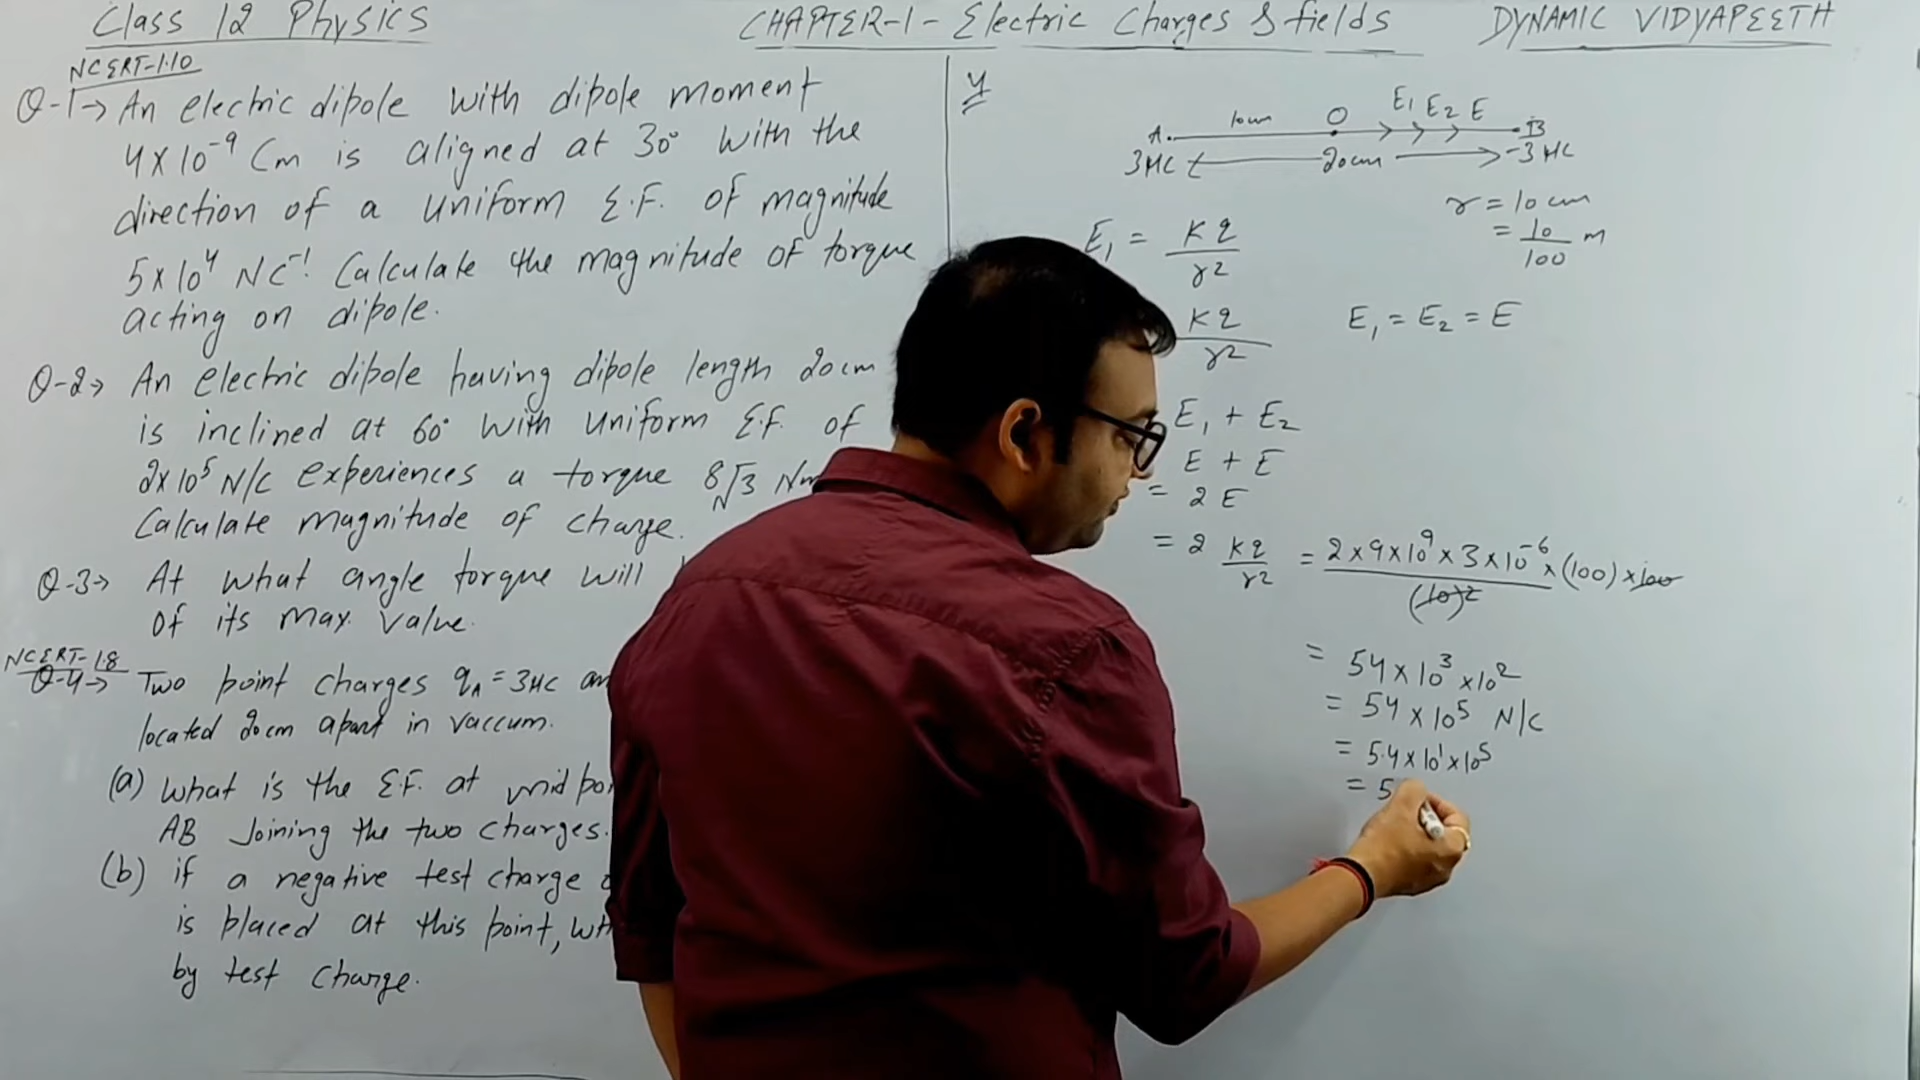 Class 12 Physics
CHAPTER-1- Electric Charges & fields
DYNAMIC VIDYAPEETH
NCERT-1.10
Q-1→ An electric dipole with dipole moment
4×10⁻⁹ Cm is aligned at 30° with the
direction of a uniform E.F. of magnitude
5×10⁴ NC⁻¹. Calculate the magnitude of torque
acting on dipole.
Q-2→ An electric dipole having dipole length 20cm
is inclined at 60° with uniform E.F. of
2×10⁵ N/C experiences a torque 8√3 Nm
Calculate magnitude of charge.
Q-3→ At what angle torque will
of its max. value.
NCERT-1.8
Q-4→ Two point charges qA = 3μC
located 20cm apart in vaccum.
(a) What is the E.F. at mid
AB Joining the two charges.
(b) if a negative test charge
is placed at this point,
by test charge.
4
E₁ E₂ E
A 10cm O B
3μC 20cm -3μC
r = 10cm
= 10/100 m
E₁ = Kq/r²
Kq/r²
E₁ = E₂ = E
E₁ + E₂
E + E
= 2E
= 2 Kq/r² = 2×9×10⁹×3×10⁻⁶×(100)×100/(10)²
= 54×10³×10²
= 54×10⁵ N/C
= 5.4×10¹×10⁵
= 5